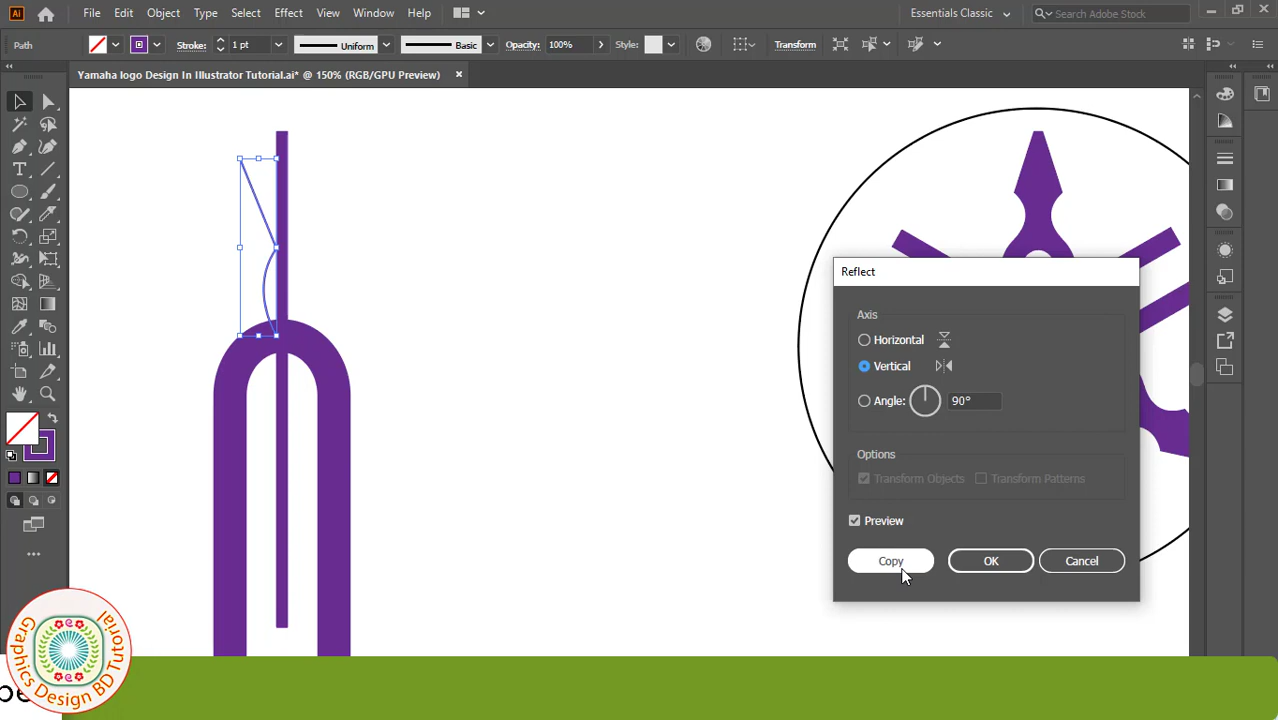 Ai File Edit Object Type Select Effect View Window Help Essentials Classic Search Adobe Stock
Path Stroke: 1 pt Uniform Basic Opacity: 100% Style: Transform
Yamaha logo Design In Illustrator Tutorial.ai* @ 150% (RGB/GPU Preview)
Reflect
Axis
Horizontal
Vertical
Angle: 90°
Options
Transform Objects Transform Patterns
Preview
Copy OK Cancel
Graphics Design BD Tutorial